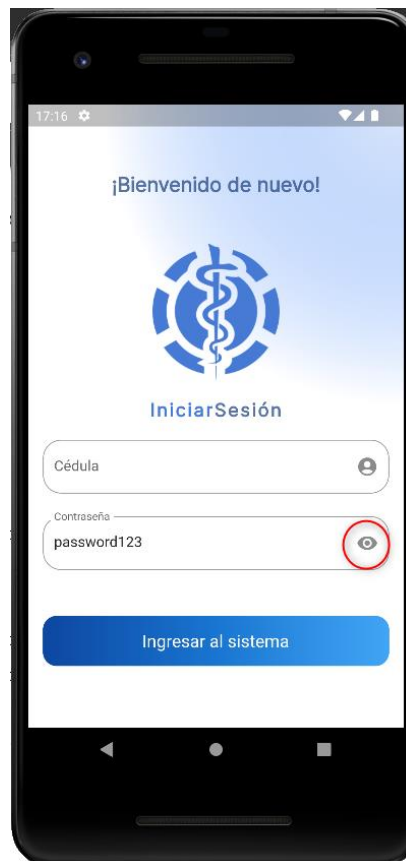 17:16
¡Bienvenido de nuevo!
IniciarSesión
Cédula
Contraseña
password123
Ingresar al sistema